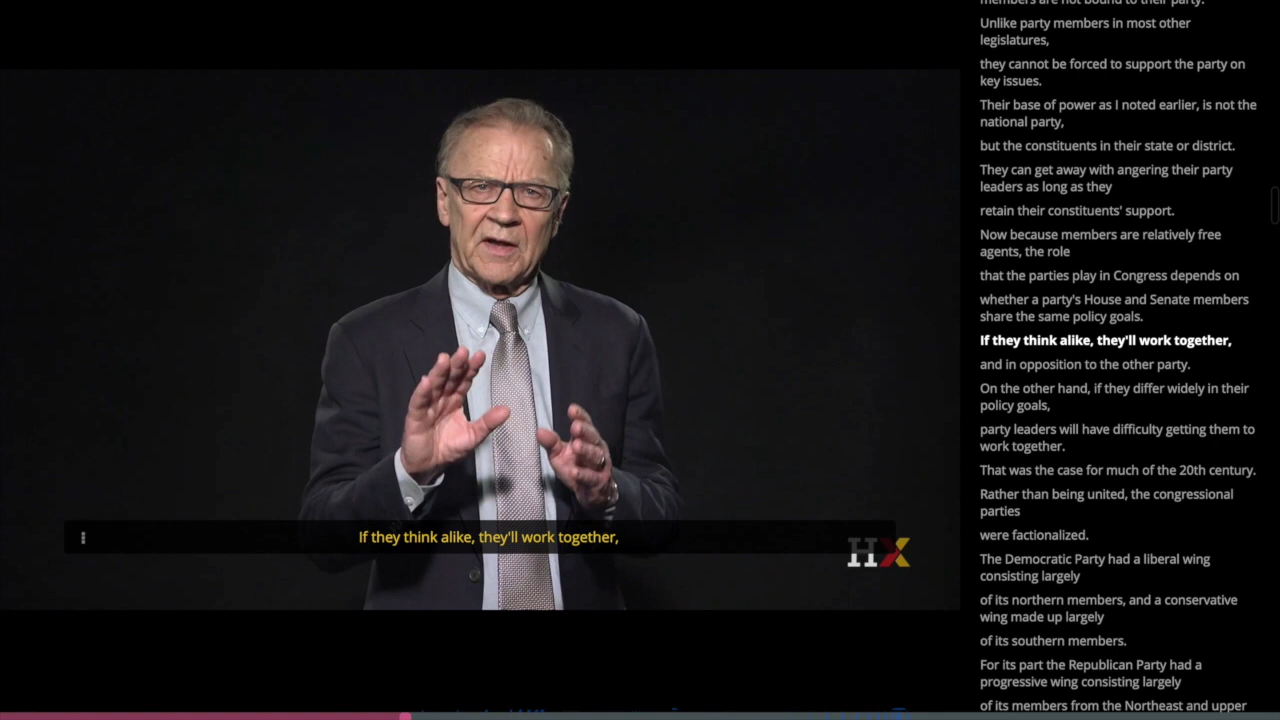 members are not bound to their party.
Unlike party members in most other
legislatures,
they cannot be forced to support the party on
key issues.
Their base of power as I noted earlier, is not the
national party,
but the constituents in their state or district.
They can get away with angering their party
leaders as long as they
retain their constituents' support.
Now because members are relatively free
agents, the role
that the parties play in Congress depends on
whether a party's House and Senate members
share the same policy goals.
If they think alike, they'll work together,
and in opposition to the other party.
On the other hand, if they differ widely in their
policy goals,
party leaders will have difficulty getting them to
work together.
That was the case for much of the 20th century.
Rather than being united, the congressional
parties
were factionalized.
The Democratic Party had a liberal wing
consisting largely
of its northern members, and a conservative
wing made up largely
of its southern members.
For its part the Republican Party had a
progressive wing consisting largely
of its members from the Northeast and upper
If they think alike, they'll work together,
HX